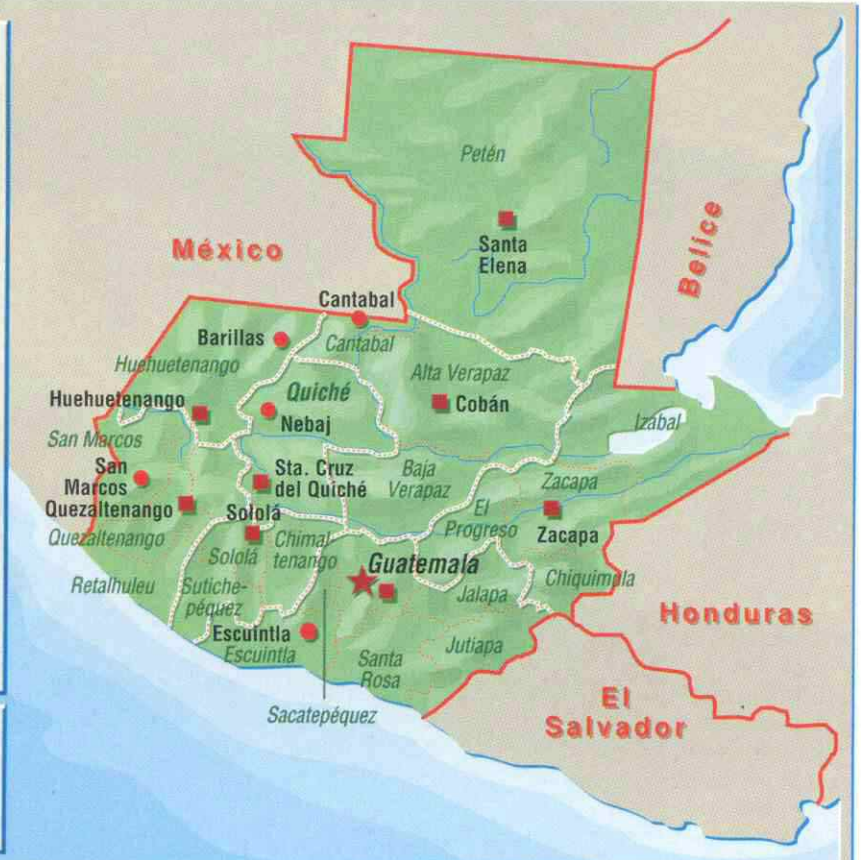 Petén
Santa
Elena
Belice
México
Cantabal
Barillas
Cantabal
Huehuetenango
Alta Verapaz
Quiché
Huehuetenango
Cobán
Nebaj
Izabal
San Marcos
San
Marcos
Sta. Cruz
del Quiché
Baja
Verapaz
Zacapa
Quezaltenango
Sololá
El
Progreso
Zacapa
Quezaltenango
Sololá
Chimal
tenango
Guatemala
Retalhuleu
Sutiche-
péquez
Jalapa
Chiquimula
Honduras
Escuintla
Escuintla
Santa
Rosa
Jutiapa
El
Salvador
Sacatepéquez